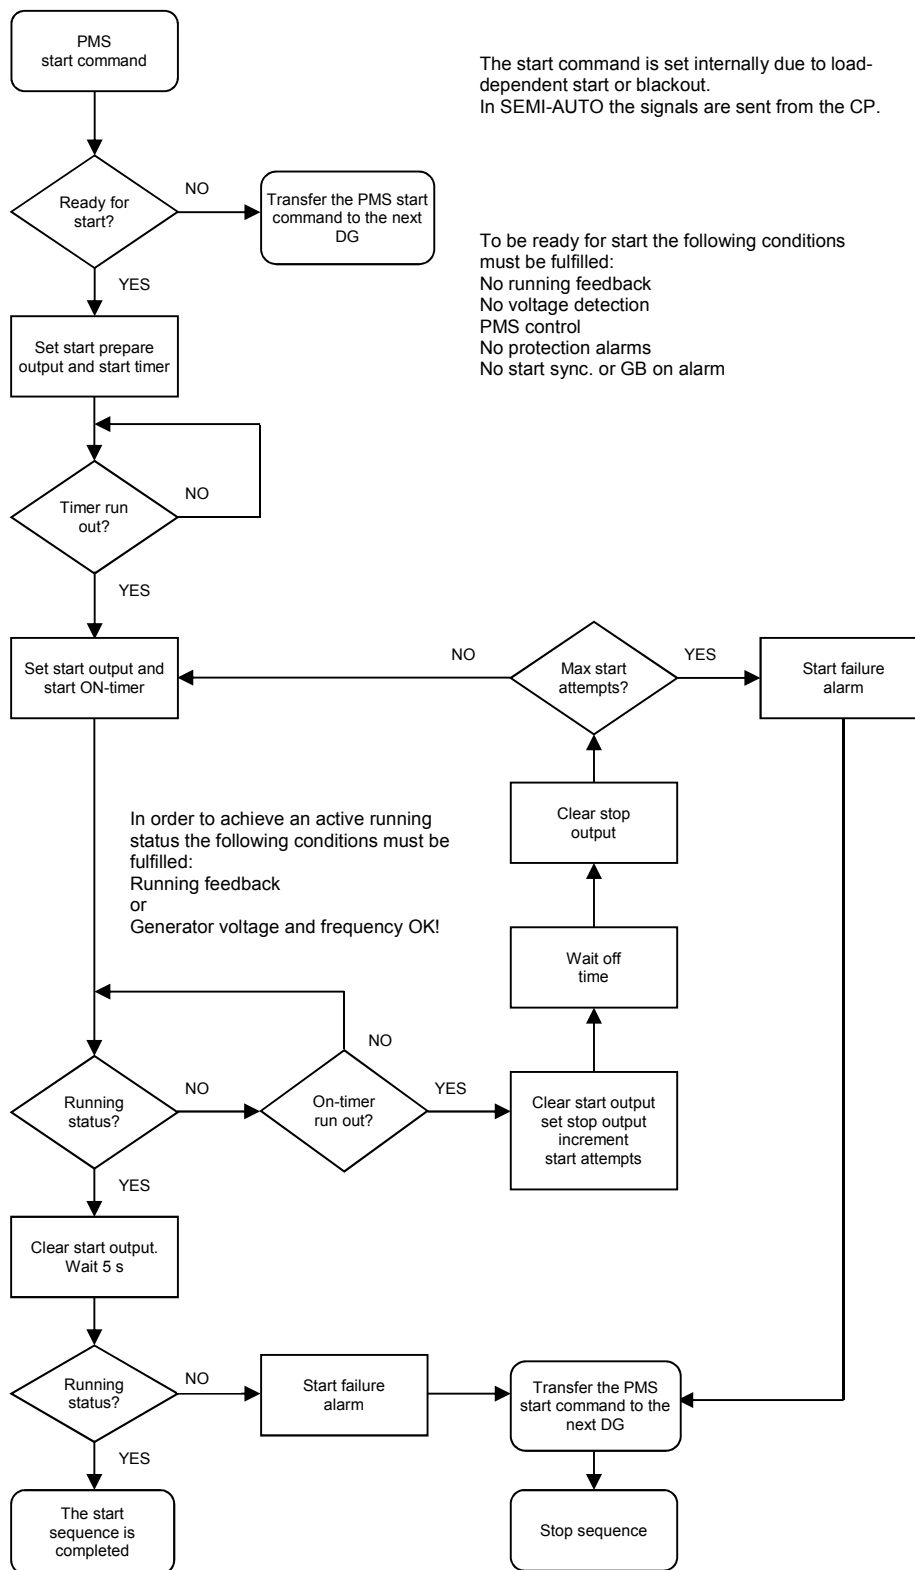 PMS
start command
The start command is set internally due to load-
dependent start or blackout.
In SEMI-AUTO the signals are sent from the CP.
Ready for
start?
NO
Transfer the PMS start
command to the next
DG
YES
To be ready for start the following conditions
must be fulfilled:
No running feedback
No voltage detection
PMS control
No protection alarms
No start sync. or GB on alarm
Set start prepare
output and start timer
Timer run
out?
NO
YES
Set start output and
start ON-timer
NO
Max start
attempts?
YES
Start failure
alarm
Clear stop
output
In order to achieve an active running
status the following conditions must be
fulfilled:
Running feedback
or
Generator voltage and frequency OK!
Wait off
time
NO
Running
status?
NO
On-timer
run out?
YES
Clear start output
set stop output
increment
start attempts
YES
Clear start output.
Wait 5 s
Running
status?
NO
Start failure
alarm
Transfer the PMS
start command to the
next DG
YES
The start
sequence is
completed
Stop sequence